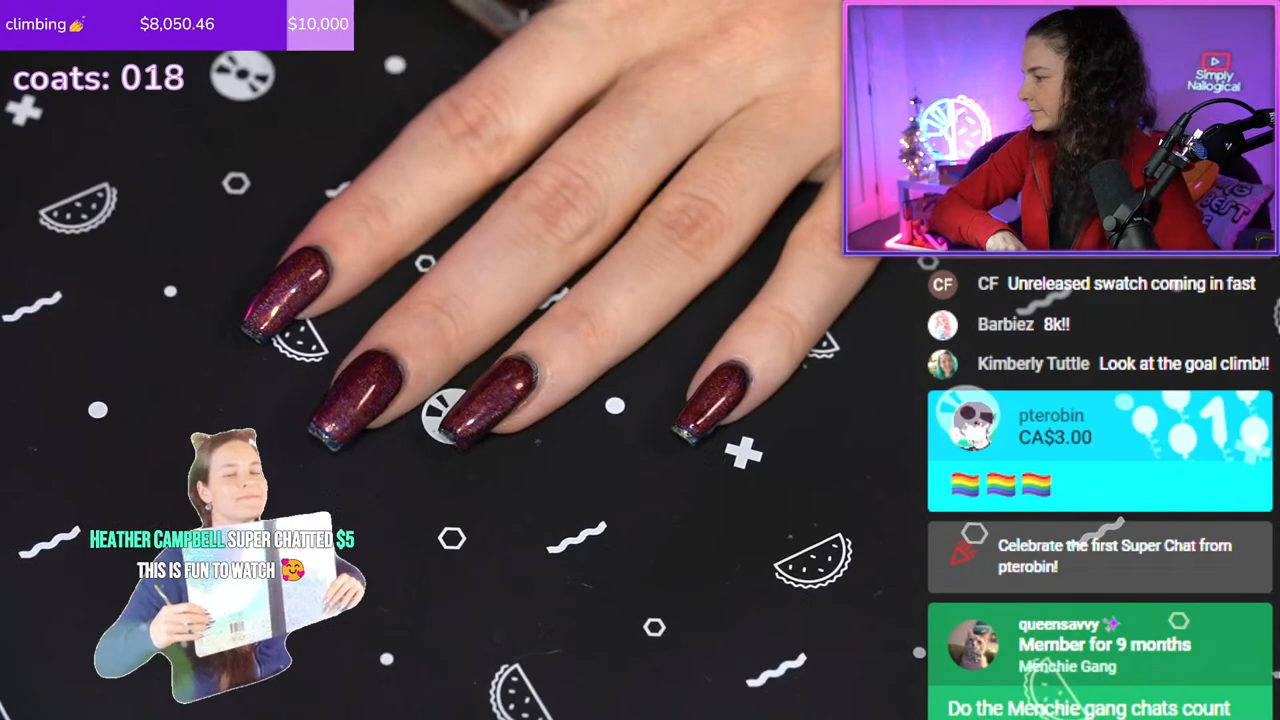 climbing💅 $8,050.46 $10,000
coats: 018
Simply
Nailogical
CF CF Unreleased swatch coming in fast
Barbiez 8k!!
Kimberly Tuttle Look at the goal climb!!
pterobin
CA$3.00
🏳️‍🌈 🏳️‍🌈 🏳️‍🌈
Celebrate the first Super Chat from
pterobin!
queensavvy
Member for 9 months
Menchie Gang
Do the Menchie gang chats count
HEATHER CAMPBELL SUPER CHATTED $5
THIS IS FUN TO WATCH 🥰